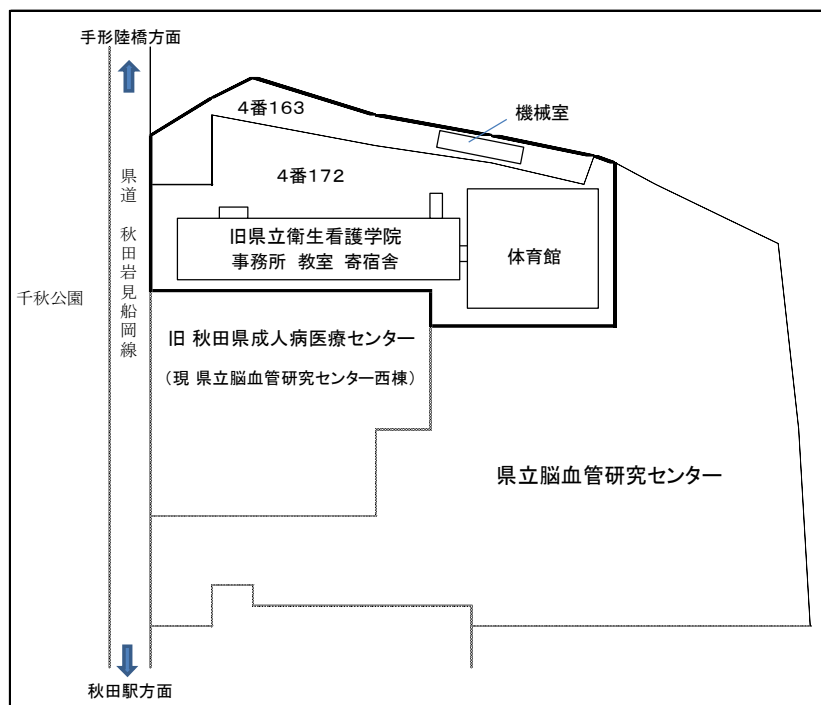 手形陸橋方面
4番163
機械室
4番172
県道 秋田岩見船岡線
旧県立衛生看護学院
事務所 教室 寄宿舎
体育館
千秋公園
旧 秋田県成人病医療センター
（現 県立脳血管研究センター西棟）
県立脳血管研究センター
秋田駅方面